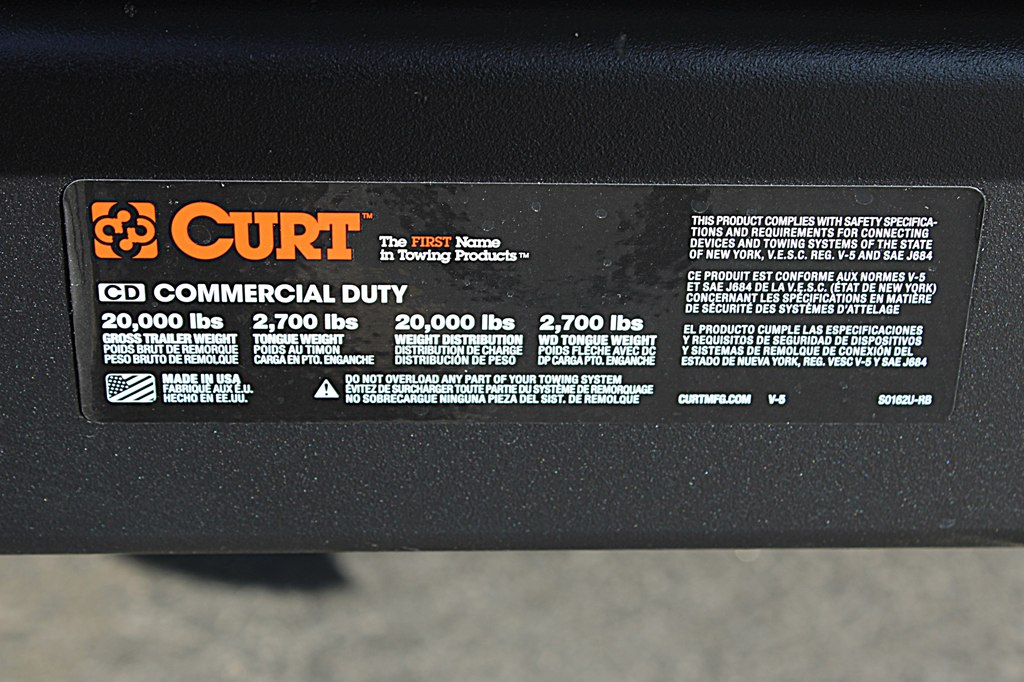 CURT™
The FIRST Name
in Towing Products™
CD COMMERCIAL DUTY
20,000 lbs
GROSS TRAILER WEIGHT
POIDS BRUT DE REMORQUE
PESO BRUTO DE REMOLQUE
2,700 lbs
TONGUE WEIGHT
POIDS AU TIMON
CARGA EN PTO. ENGANCHE
20,000 lbs
WEIGHT DISTRIBUTION
DISTRIBUTION DE CHARGE
DISTRIBUCIÓN DE PESO
2,700 lbs
WD TONGUE WEIGHT
POIDS FLÈCHE AVEC DC
DP CARGA PTO. ENGANCHE
MADE IN USA
FABRIQUÉ AUX É.U.
HECHO EN EE.UU.
DO NOT OVERLOAD ANY PART OF YOUR TOWING SYSTEM
ÉVITEZ DE SURCHARGER TOUTE PARTIE DU SYSTÈME DE REMORQUAGE
NO SOBRECARGUE NINGUNA PIEZA DEL SIST. DE REMOLQUE
THIS PRODUCT COMPLIES WITH SAFETY SPECIFICA-
TIONS AND REQUIREMENTS FOR CONNECTING
DEVICES AND TOWING SYSTEMS OF THE STATE
OF NEW YORK, V.E.S.C. REG. V-5 AND SAE J684
CE PRODUIT EST CONFORME AUX NORMES V-5
ET SAE J684 DE LA V.E.S.C. (ÉTAT DE NEW YORK)
CONCERNANT LES SPÉCIFICATIONS EN MATIÈRE
DE SÉCURITÉ DES SYSTÈMES D'ATTELAGE
EL PRODUCTO CUMPLE LAS ESPECIFICACIONES
Y REQUISITOS DE SEGURIDAD DE DISPOSITIVOS
Y SISTEMAS DE REMOLQUE DE CONEXIÓN DEL
ESTADO DE NUEVA YORK, REG. VESC V-5 Y SAE J684
CURTMFG.COM V-5 S0162U-RB